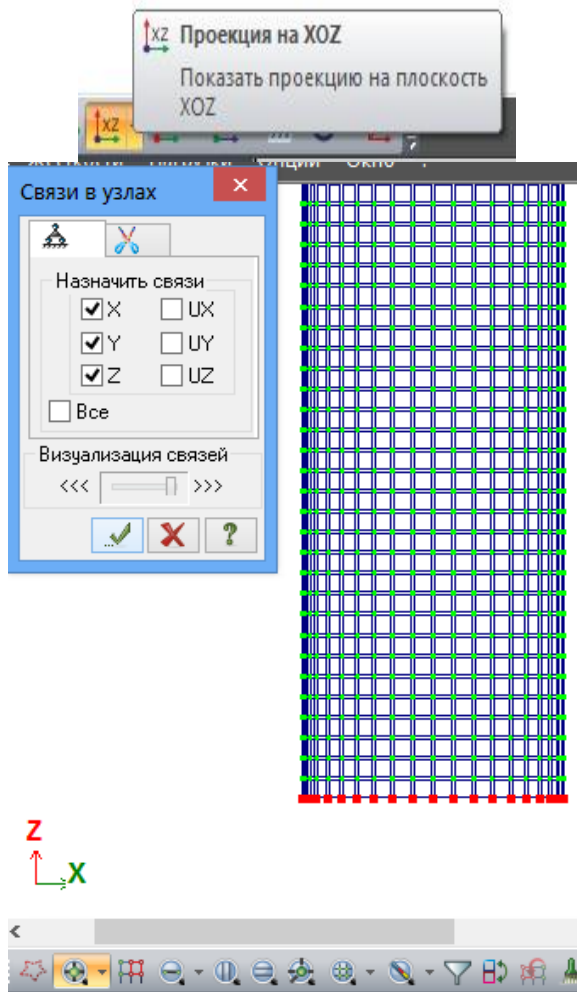 XZ Проекция на XOZ
Показать проекцию на плоскость
XOZ
XZ
Окно ?
Связи в узлах
Назначить связи
X UX
Y UY
Z UZ
Все
Визуализация связей
<<< >>>
?
Z
X
<